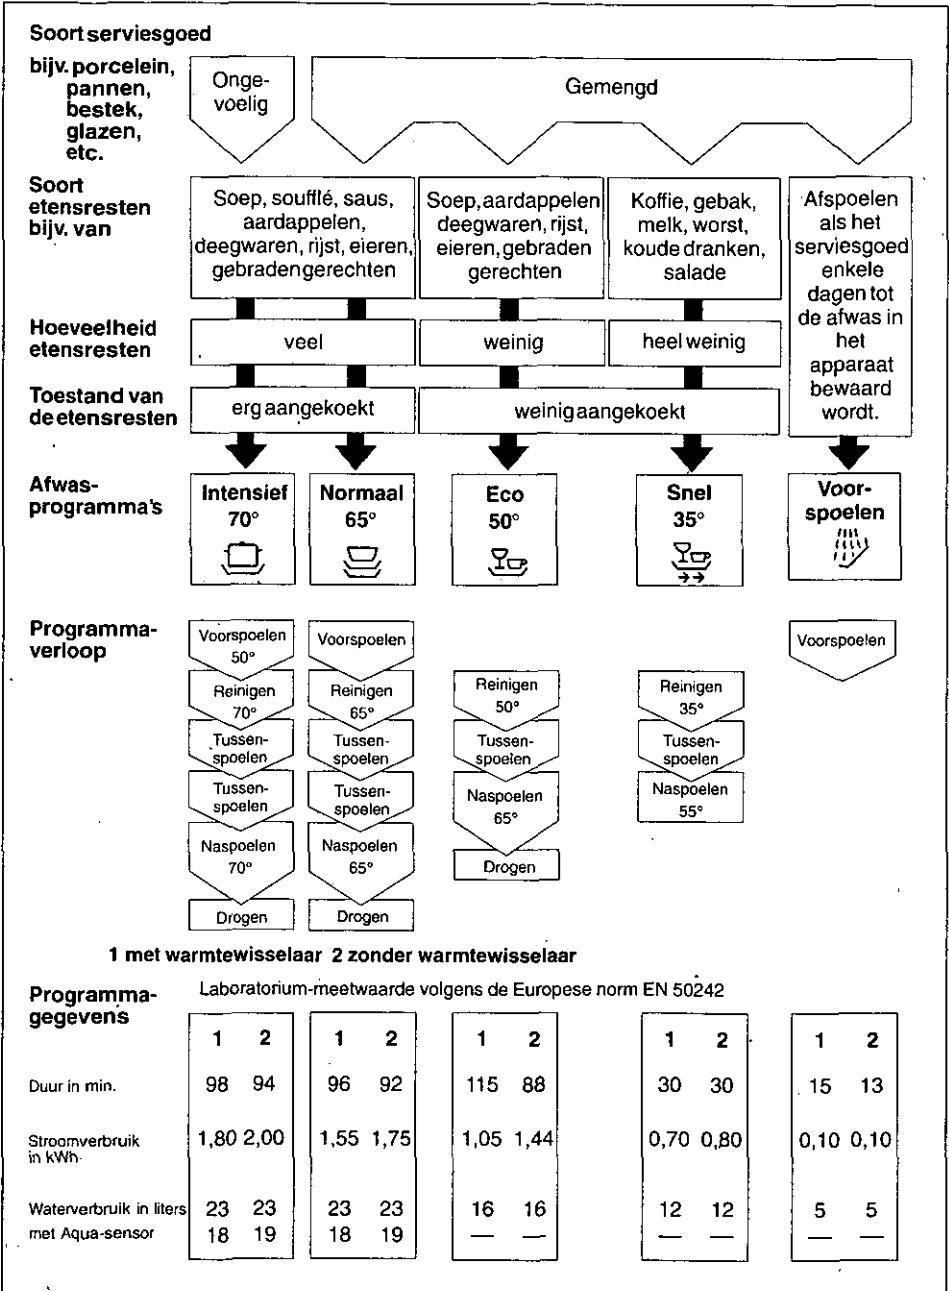 Soort serviesgoed
bijv. porcelein,
pannen,
bestek,
glazen,
etc.
Onge-
voelig
Gemengd
Soort
etensresten
bijv. van
Soep, soufflé, saus,
aardappelen,
deegwaren, rijst, eieren,
gebraden gerechten
Soep, aardappelen
deegwaren, rijst,
eieren, gebraden
gerechten
Koffie, gebak,
melk, worst,
koude dranken,
salade
Afspoelen
als het
serviesgoed
enkele
dagen tot
de afwas in
het
apparaat
bewaard
wordt.
Hoeveelheid
etensresten
veel
weinig
heel weinig
Toestand van
de etensresten
erg aangekoekt
weinig aangekoekt
Afwas-
programma's
Intensief
70°
Normaal
65°
Eco
50°
Snel
35°
Voor-
spoelen
Programma-
verloop
Voorspoelen
50°
Reinigen
70°
Tussen-
spoelen
Tussen-
spoelen
Naspoelen
70°
Drogen
Voorspoelen
Reinigen
65°
Tussen-
spoelen
Tussen-
spoelen
Naspoelen
65°
Drogen
Reinigen
50°
Tussen-
spoelen
Naspoelen
65°
Drogen
Reinigen
35°
Tussen-
spoelen
Naspoelen
55°
Voorspoelen
1 met warmtewisselaar 2 zonder warmtewisselaar
Programma-
gegevens
Laboratorium-meetwaarde volgens de Europese norm EN 50242
1 2 1 2 1 2 1 2 1 2
Duur in min. 98 94 96 92 115 88 30 30 15 13
Stroomverbruik
in kWh 1,80 2,00 1,55 1,75 1,05 1,44 0,70 0,80 0,10 0,10
Waterverbruik in liters 23 23 23 23 16 16 12 12 5 5
met Aqua-sensor 18 19 18 19 — — — — — —